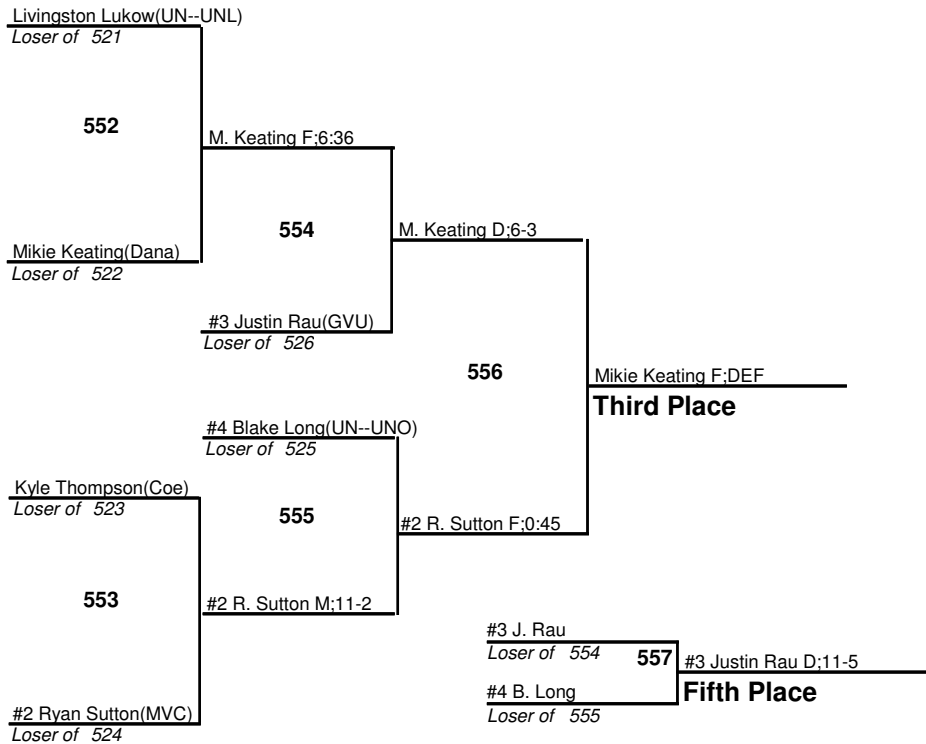 Livingston Lukow(UN--UNL)
Loser of 521
552
M. Keating F;6:36
554
M. Keating D;6-3
Mikie Keating(Dana)
Loser of 522
#3 Justin Rau(GVU)
Loser of 526
556
Mikie Keating F;DEF
Third Place
#4 Blake Long(UN--UNO)
Loser of 525
Kyle Thompson(Coe)
Loser of 523
555
#2 R. Sutton F;0:45
553
#2 R. Sutton M;11-2
#3 J. Rau
Loser of 554
557
#3 Justin Rau D;11-5
Fifth Place
#4 B. Long
Loser of 555
#2 Ryan Sutton(MVC)
Loser of 524